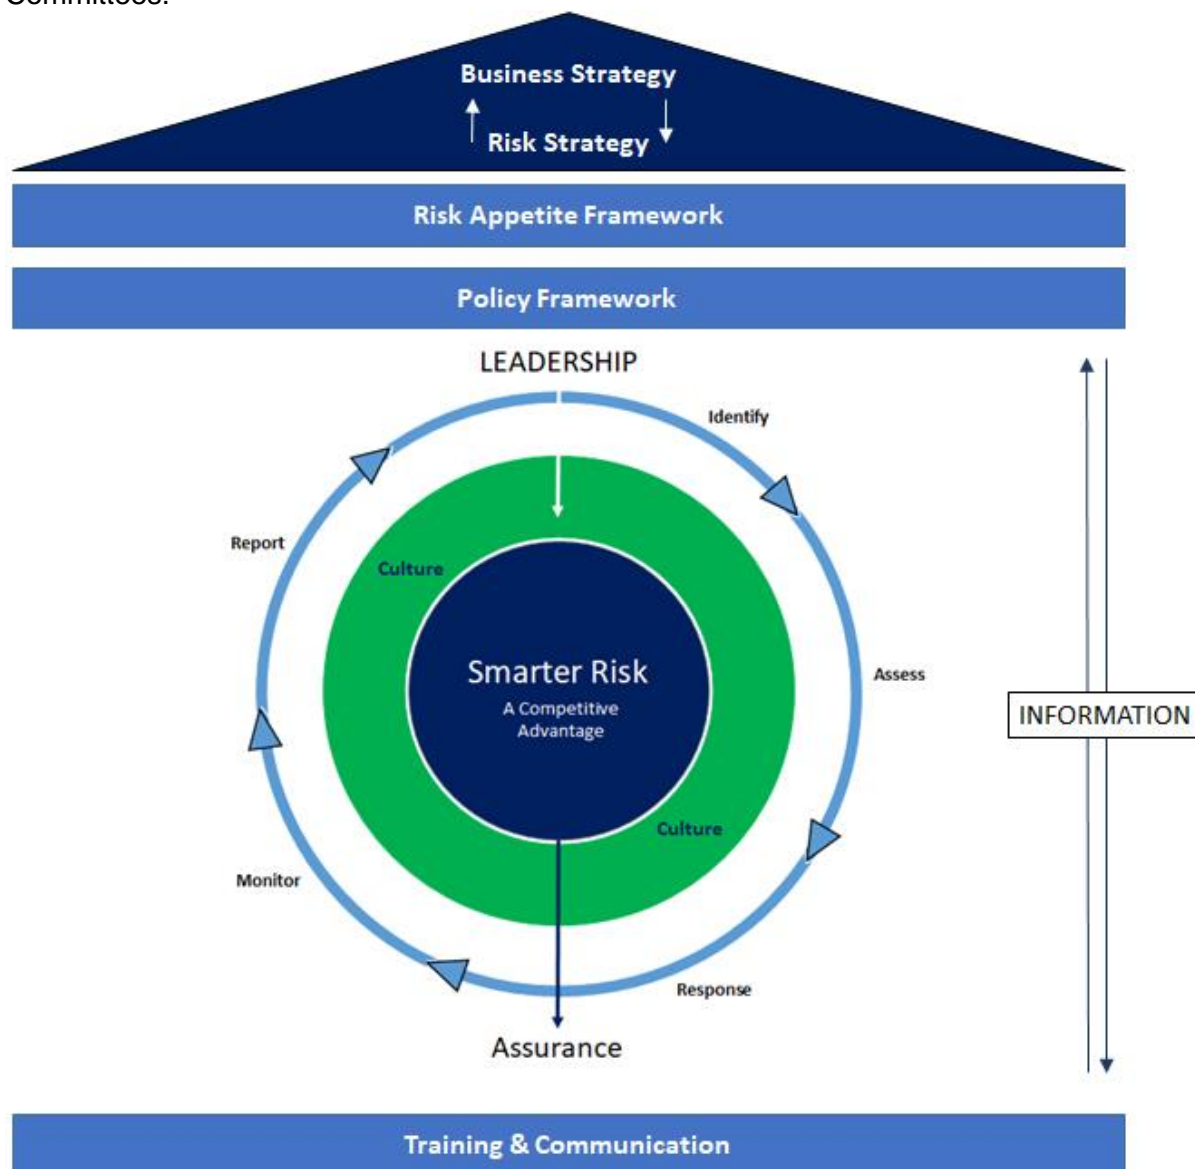 Committees.
Business Strategy
Risk Strategy
Risk Appetite Framework
Policy Framework
LEADERSHIP
Identify
Report
Culture
Smarter Risk
A Competitive
Advantage
Assess
INFORMATION
Culture
Monitor
Response
Assurance
Training & Communication